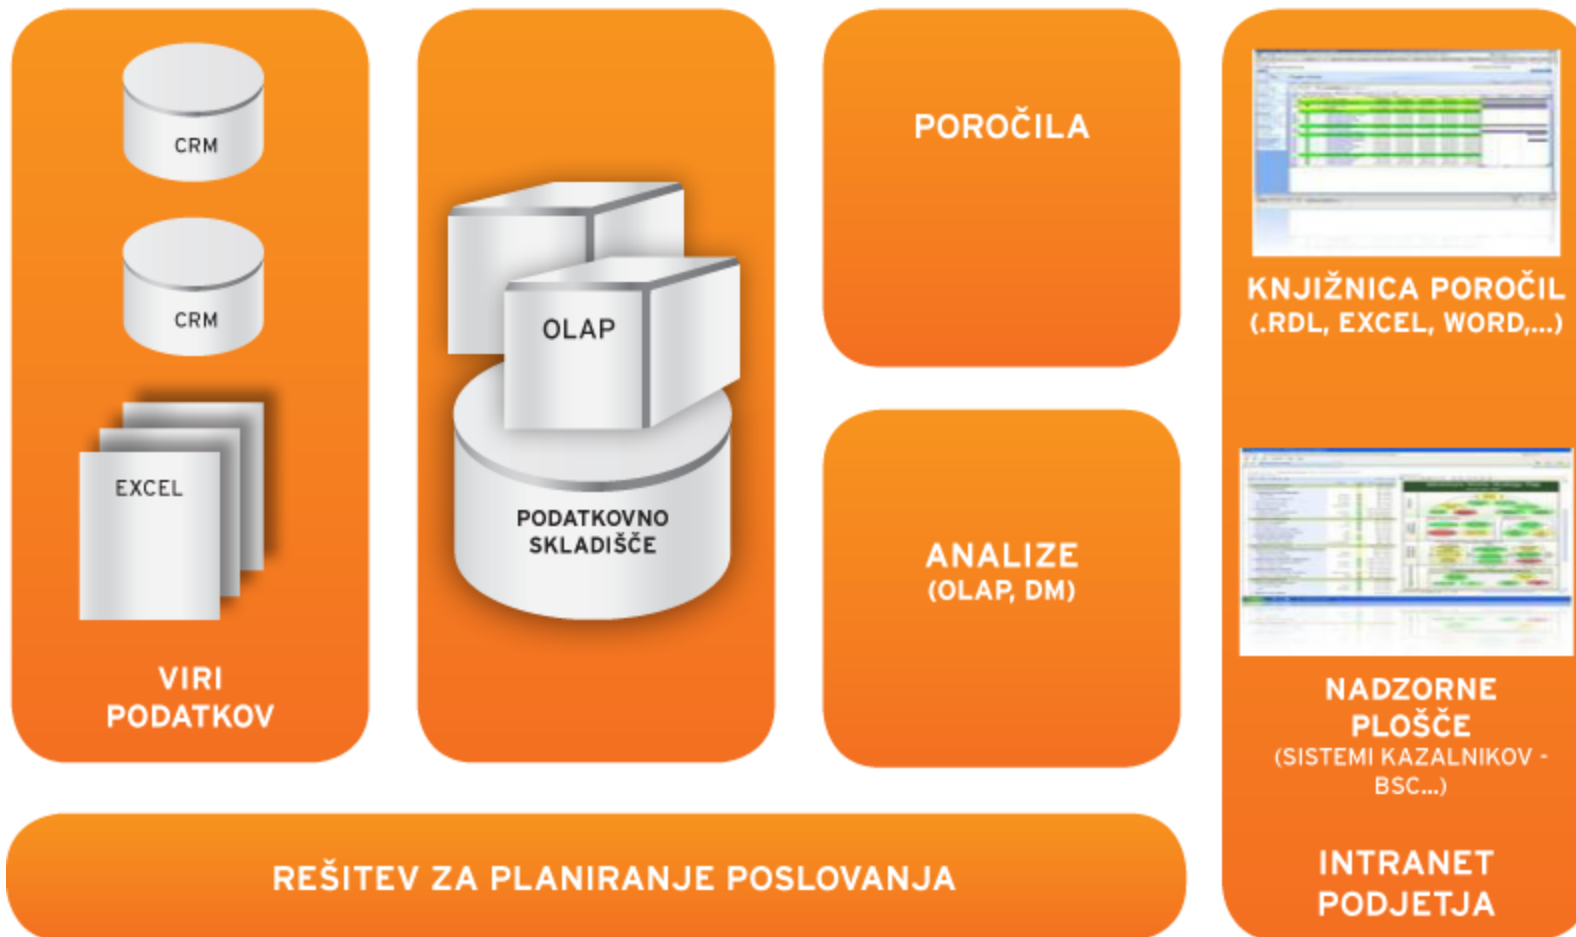 CRM
CRM
EXCEL
VIRI
PODATKOV
OLAP
PODATKOVNO
SKLADIŠČE
POROČILA
ANALIZE
(OLAP, DM)
KNJIŽNICA POROČIL
(.RDL, EXCEL, WORD,...)
NADZORNE
PLOŠČE
(SISTEMI KAZALNIKOV -
BSC...)
INTRANET
PODJETJA
REŠITEV ZA PLANIRANJE POSLOVANJA